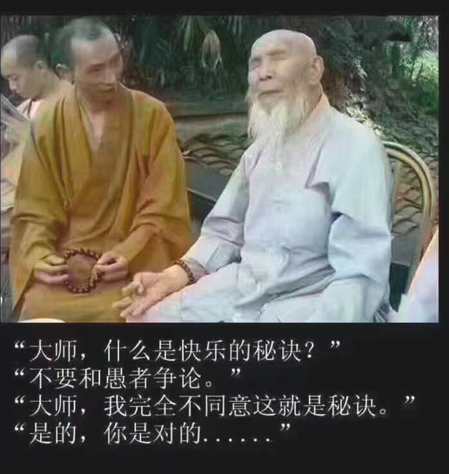 “大师，什么是快乐的秘诀？”
“不要和愚者争论。”
“大师，我完全不同意这就是秘诀。”
“是的，你是对的......”